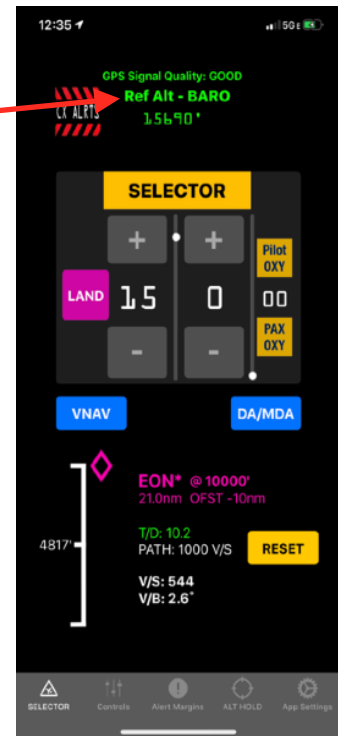 12:35
5G E
GPS Signal Quality: GOOD
Ref Alt - BARO
CK ALRTS
15690'
SELECTOR
+ +
Pilot
OXY
LAND 15 0 00
PAX
OXY
- -
VNAV DA/MDA
EON* @ 10000'
21.0nm OFST -10nm
T/D: 10.2
4817' PATH: 1000 V/S RESET
V/S: 544
V/B: 2.6°
SELECTOR Controls Alert Margins ALT HOLD App Settings